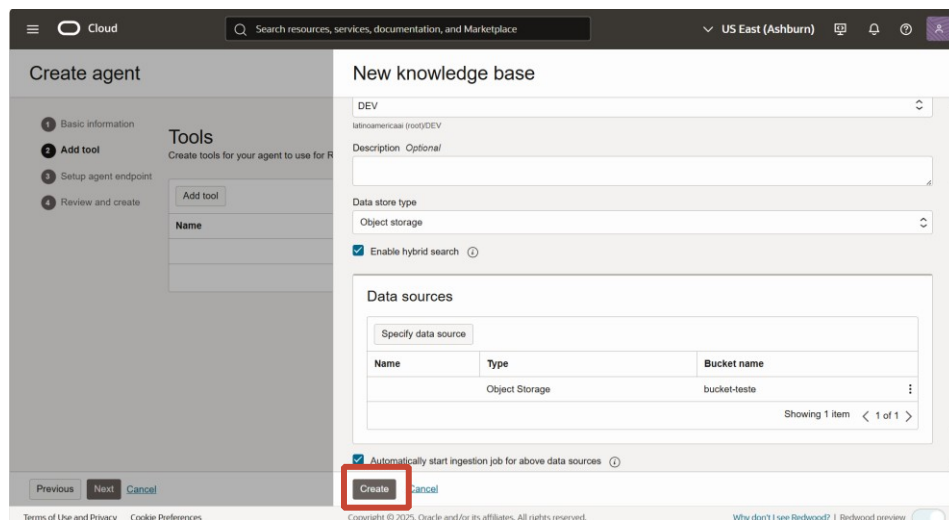 Cloud
Search resources, services, documentation, and Marketplace
US East (Ashburn)
Create agent
1 Basic information
2 Add tool
3 Setup agent endpoint
4 Review and create
Tools
Create tools for your agent to use for R
Add tool
Name
New knowledge base
DEV
latinoamericaai (root)/DEV
Description Optional
Data store type
Object storage
Enable hybrid search
Data sources
Specify data source
Name Type Bucket name
Object Storage bucket-teste
Showing 1 item 1 of 1
Automatically start ingestion job for above data sources
Previous Next Cancel
Create Cancel
Terms of Use and Privacy Cookie Preferences
Copyright © 2025, Oracle and/or its affiliates. All rights reserved.
Why don't I see Redwood? | Redwood preview